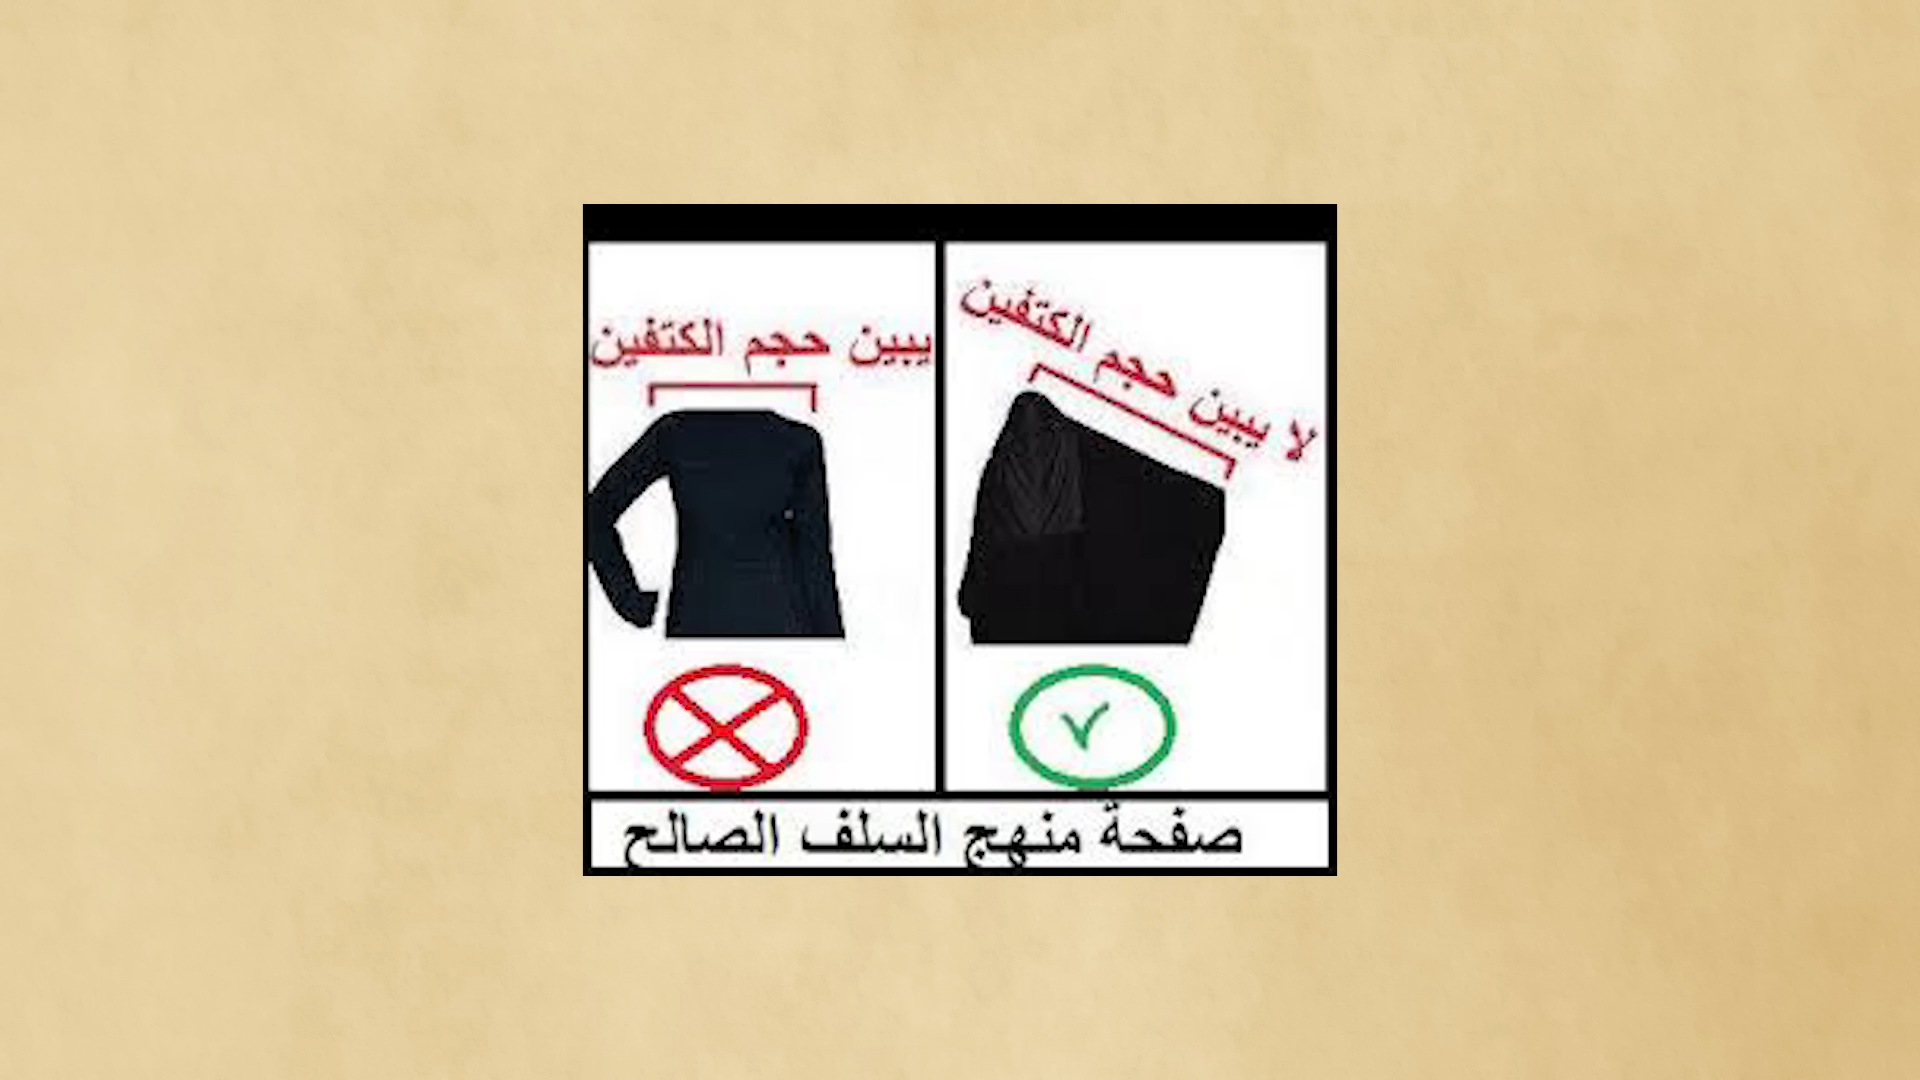 لا يبين حجم الكتفين
يبين حجم الكتفين
صفحة منهج السلف الصالح